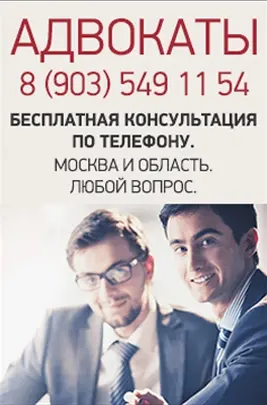 АДВОКАТЫ
8 (903) 549 11 54
БЕСПЛАТНАЯ КОНСУЛЬТАЦИЯ
ПО ТЕЛЕФОНУ.
МОСКВА И ОБЛАСТЬ.
ЛЮБОЙ ВОПРОС.